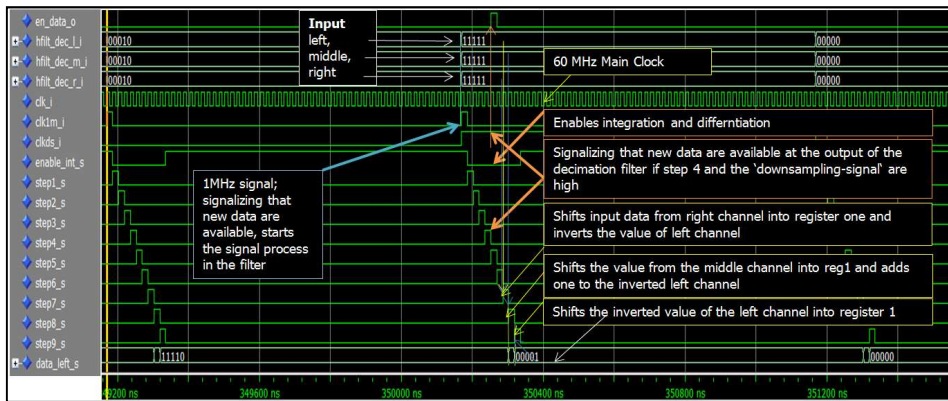 en_data_o
hfilt_dec_l_i
hfilt_dec_m_i
hfilt_dec_r_i
clk_i
clk1m_i
clkds_i
enable_int_s
step1_s
step2_s
step3_s
step4_s
step5_s
step6_s
step7_s
step8_s
step9_s
data_left_s
00010
00010
00010
Input
left,
middle,
right
11111
11111
11111
00000
00000
00000
60 MHz Main Clock
Enables integration and differntiation
Signalizing that new data are available at the output of the
decimation filter if step 4 and the 'downsampling-signal' are
high
1MHz signal;
signalizing that
new data are
available, starts
the signal process
in the filter
Shifts input data from right channel into register one and
inverts the value of left channel
Shifts the value from the middle channel into reg1 and adds
one to the inverted left channel
Shifts the inverted value of the left channel into register 1
11110
00001
00000
49200 ns
349600 ns
350000 ns
350400 ns
350800 ns
351200 ns